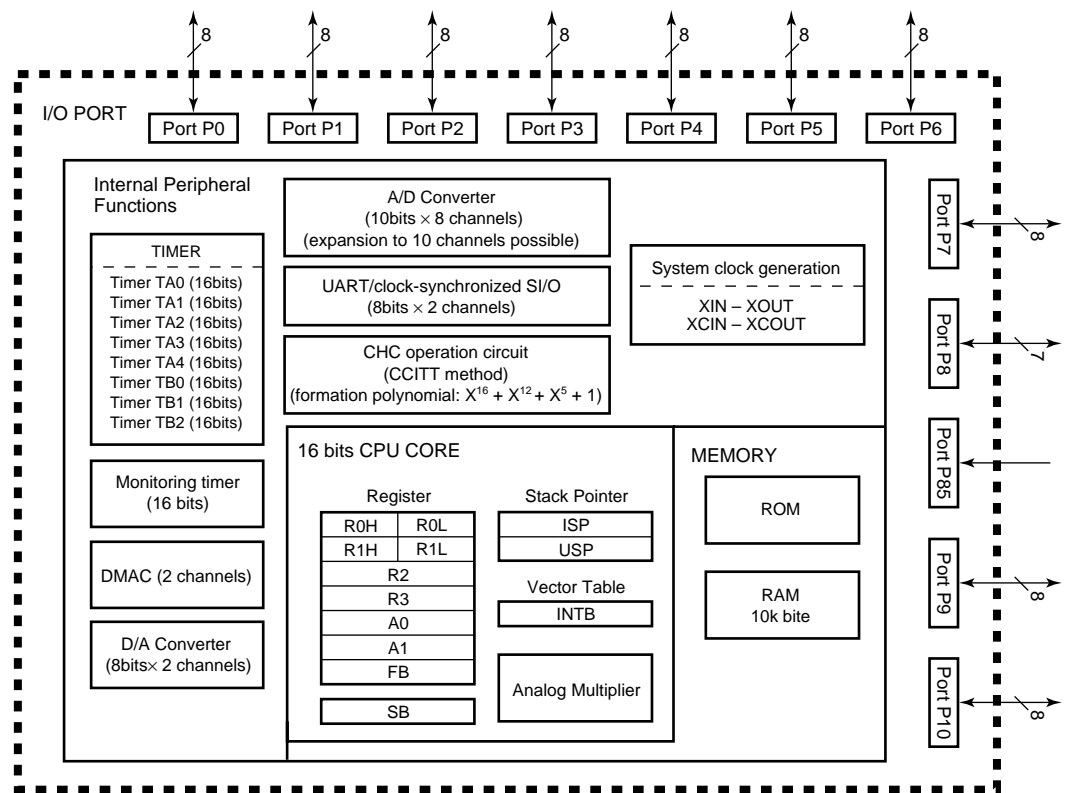 8 8 8 8 8 8 8
I/O PORT
Port P0 Port P1 Port P2 Port P3 Port P4 Port P5 Port P6
Internal Peripheral
Functions
TIMER
Timer TA0 (16bits)
Timer TA1 (16bits)
Timer TA2 (16bits)
Timer TA3 (16bits)
Timer TA4 (16bits)
Timer TB0 (16bits)
Timer TB1 (16bits)
Timer TB2 (16bits)
Monitoring timer
(16 bits)
DMAC (2 channels)
D/A Converter
(8bits× 2 channels)
A/D Converter
(10bits × 8 channels)
(expansion to 10 channels possible)
UART/clock-synchronized SI/O
(8bits × 2 channels)
CHC operation circuit
(CCITT method)
(formation polynomial: X¹⁶ + X¹² + X⁵ + 1)
System clock generation
XIN – XOUT
XCIN – XCOUT
16 bits CPU CORE
Register
R0H R0L
R1H R1L
R2
R3
A0
A1
FB
SB
Stack Pointer
ISP
USP
Vector Table
INTB
Analog Multiplier
MEMORY
ROM
RAM
10k bite
Port P7
8
Port P8
7
Port P85
Port P9
8
Port P10
8